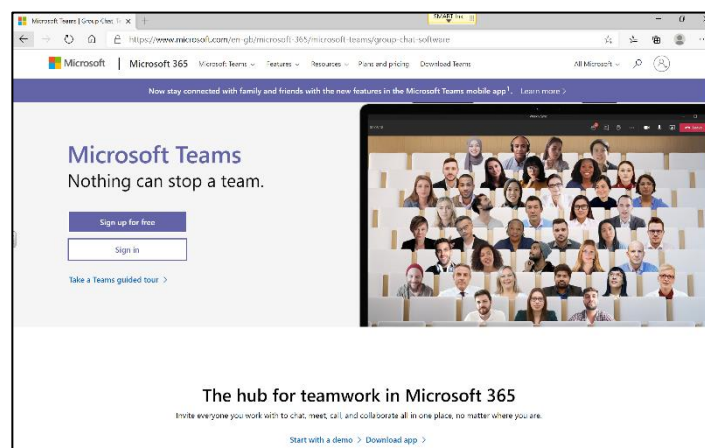 Microsoft Teams | Group Chat, T
SMART Ink
https://www.microsoft.com/en-gb/microsoft-365/microsoft-teams/group-chat-software
Microsoft | Microsoft 365 Microsoft Teams Features Resources Plans and pricing Download Teams All Microsoft
Now stay connected with family and friends with the new features in the Microsoft Teams mobile app¹. Learn more >
Microsoft Teams
Nothing can stop a team.
Sign up for free
Sign in
Take a Teams guided tour >
The hub for teamwork in Microsoft 365
Invite everyone you work with to chat, meet, call, and collaborate all in one place, no matter where you are.
Start with a demo > Download app >